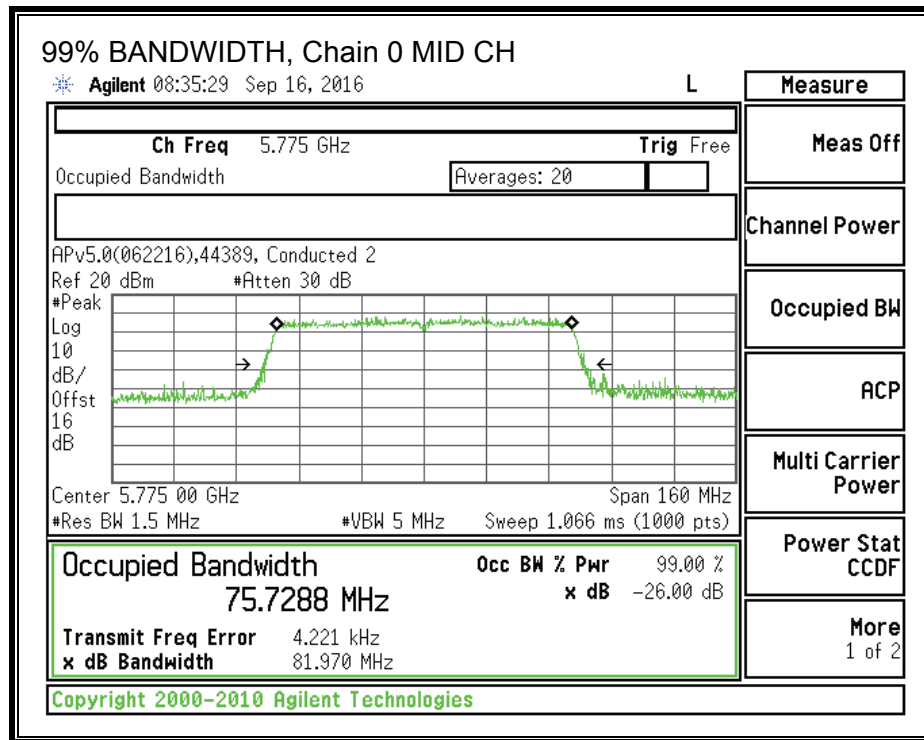 99% BANDWIDTH, Chain 0 MID CH
Agilent 08:35:29 Sep 16, 2016 L
Measure
Ch Freq 5.775 GHz Trig Free
Meas Off
Occupied Bandwidth Averages: 20
Channel Power
APv5.0(062216),44389, Conducted 2
Ref 20 dBm #Atten 30 dB
#Peak
Log
10
dB/
Offst
16
dB
Occupied BW
ACP
Multi Carrier
Power
Center 5.775 00 GHz Span 160 MHz
#Res BW 1.5 MHz #VBW 5 MHz Sweep 1.066 ms (1000 pts)
Power Stat
CCDF
Occupied Bandwidth Occ BW % Pwr 99.00 %
75.7288 MHz x dB -26.00 dB
Transmit Freq Error 4.221 kHz
x dB Bandwidth 81.970 MHz
More
1 of 2
Copyright 2000-2010 Agilent Technologies